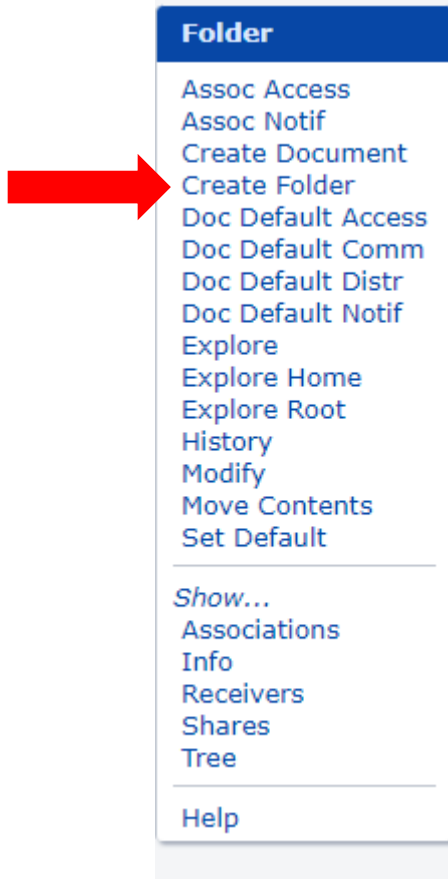 Folder
Assoc Access
Assoc Notif
Create Document
Create Folder
Doc Default Access
Doc Default Comm
Doc Default Distr
Doc Default Notif
Explore
Explore Home
Explore Root
History
Modify
Move Contents
Set Default
Show...
Associations
Info
Receivers
Shares
Tree
Help